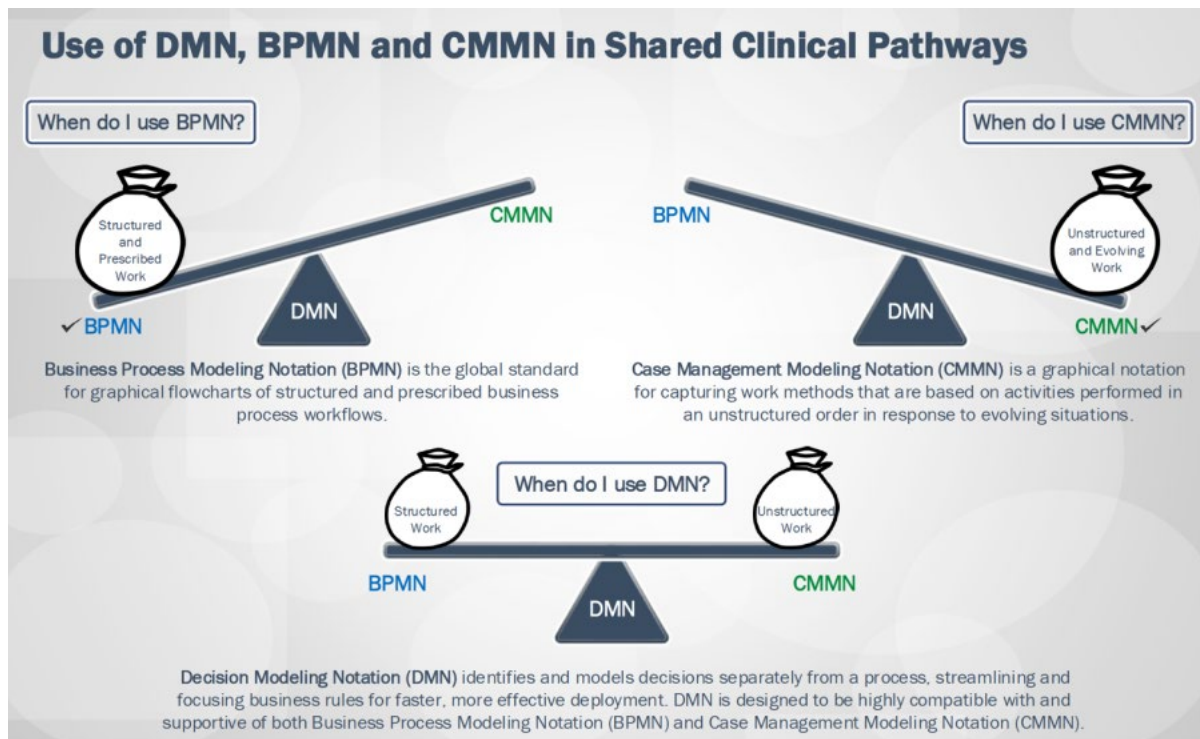 Use of DMN, BPMN and CMMN in Shared Clinical Pathways
When do I use BPMN?
Structured
and
Prescribed
Work
CMMN
DMN
✓ BPMN
Business Process Modeling Notation (BPMN) is the global standard
for graphical flowcharts of structured and prescribed business
process workflows.
When do I use CMMN?
BPMN
Unstructured
and Evolving
Work
DMN
CMMN ✓
Case Management Modeling Notation (CMMN) is a graphical notation
for capturing work methods that are based on activities performed in
an unstructured order in response to evolving situations.
When do I use DMN?
Structured
Work
Unstructured
Work
BPMN
CMMN
DMN
Decision Modeling Notation (DMN) identifies and models decisions separately from a process, streamlining and
focusing business rules for faster, more effective deployment. DMN is designed to be highly compatible with and
supportive of both Business Process Modeling Notation (BPMN) and Case Management Modeling Notation (CMMN).